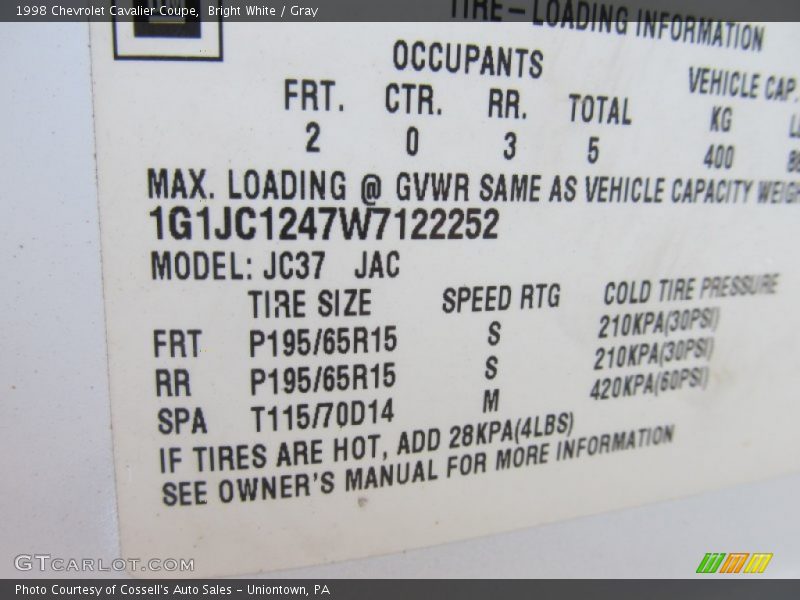 1998 Chevrolet Cavalier Coupe, Bright White / Gray
TIRE-LOADING INFORMATION
OCCUPANTS
VEHICLE CAP.
FRT. CTR. RR. TOTAL KG
2 0 3 5 400
MAX. LOADING @ GVWR SAME AS VEHICLE CAPACITY
1G1JC1247W7122252
MODEL: JC37 JAC
TIRE SIZE SPEED RTG COLD TIRE PRESSURE
FRT P195/65R15 S 210KPA(30PSI)
RR P195/65R15 S 210KPA(30PSI)
SPA T115/70D14 M 420KPA(60PSI)
IF TIRES ARE HOT, ADD 28KPA(4LBS)
SEE OWNER'S MANUAL FOR MORE INFORMATION
GTCARLOT.COM
Photo Courtesy of Cossell's Auto Sales - Uniontown, PA